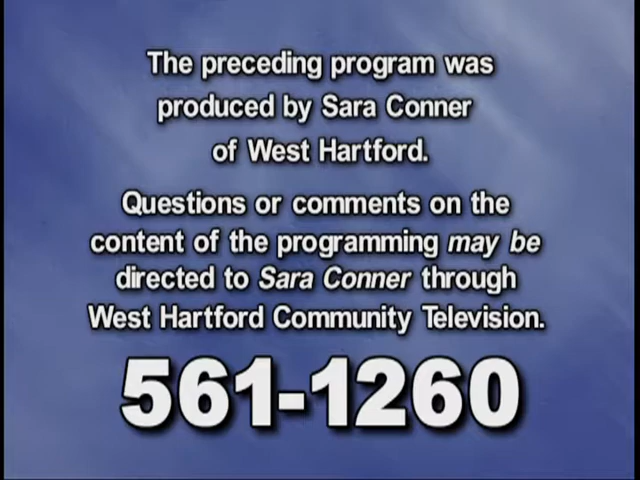 The preceding program was
produced by Sara Conner
of West Hartford.
Questions or comments on the
content of the programming may be
directed to Sara Conner through
West Hartford Community Television.
561-1260